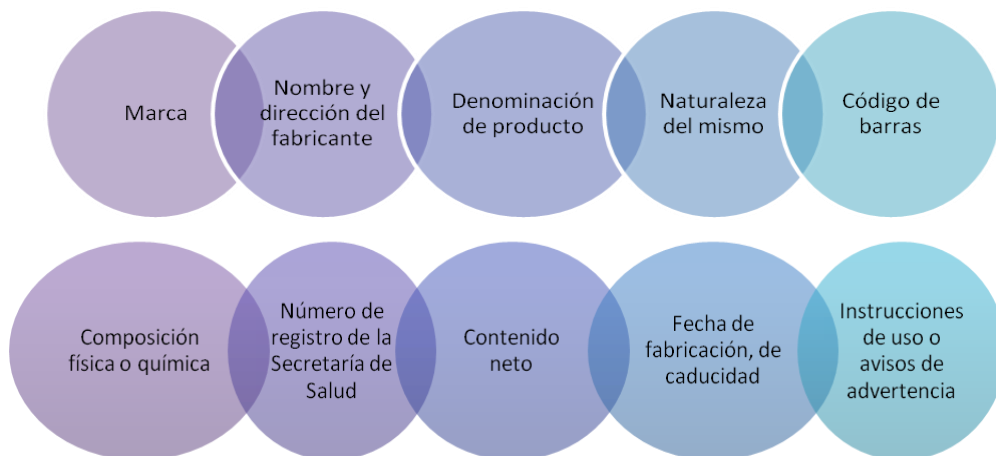 Marca
Nombre y
dirección del
fabricante
Denominación
de producto
Naturaleza
del mismo
Código de
barras
Composición
física o química
Número de
registro de la
Secretaría de
Salud
Contenido
neto
Fecha de
fabricación, de
caducidad
Instrucciones
de uso o
avisos de
advertencia